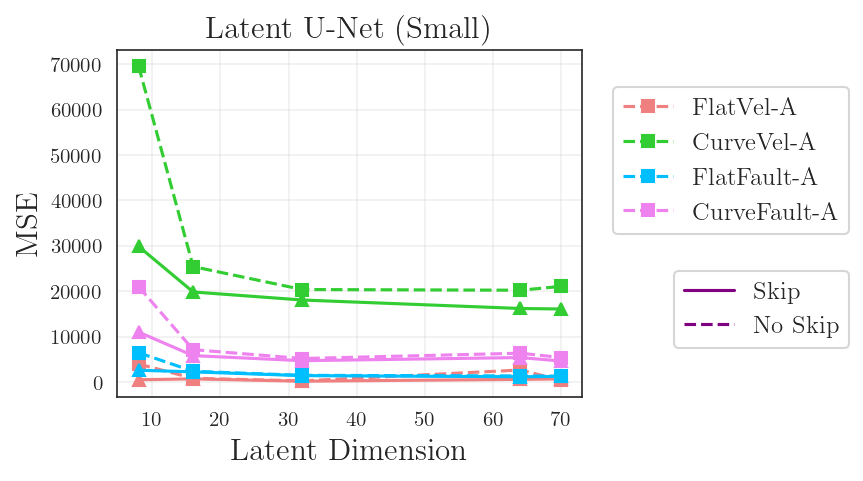 Latent U-Net (Small)
MSE
70000
60000
50000
40000
30000
20000
10000
0
10 20 30 40 50 60 70
Latent Dimension
FlatVel-A
CurveVel-A
FlatFault-A
CurveFault-A
Skip
No Skip